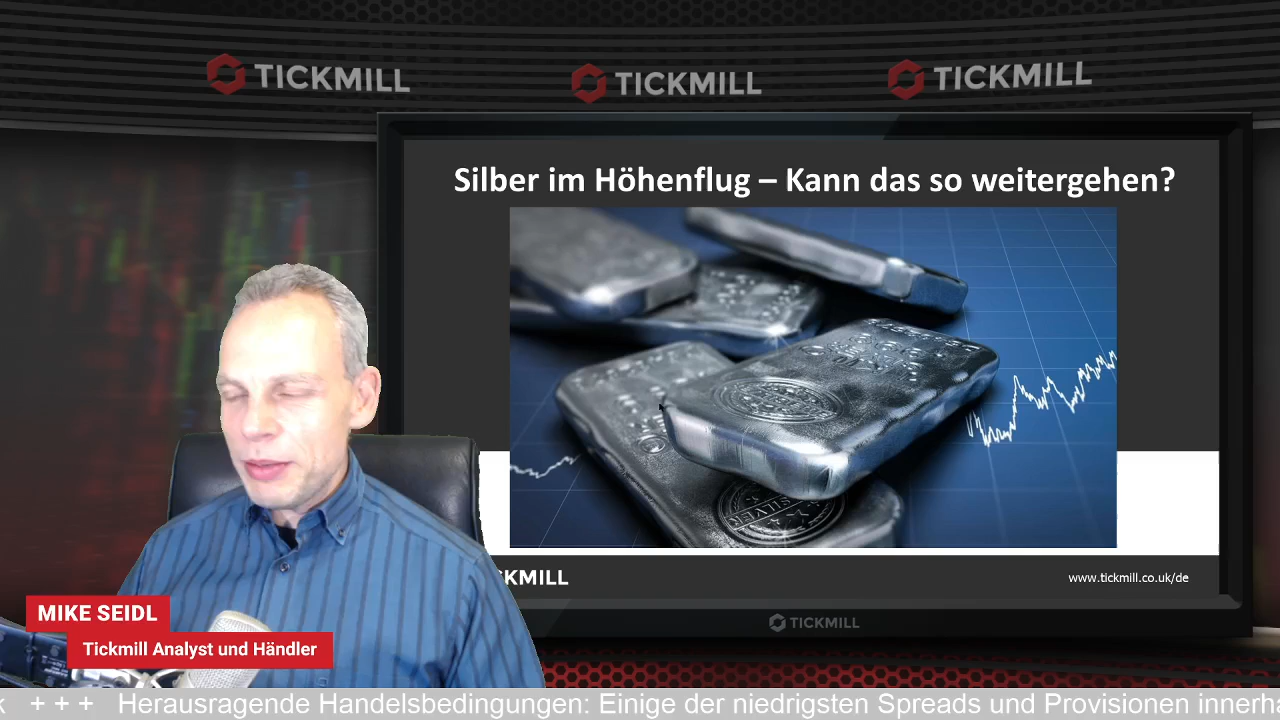 TICKMILL
TICKMILL
TICKMILL
Silber im Höhenflug – Kann das so weitergehen?
SILVER
CKMILL
www.tickmill.co.uk/de
TICKMILL
MIKE SEIDL
Tickmill Analyst und Händler
k + + + Herausragende Handelsbedingungen: Einige der niedrigsten Spreads und Provisionen innerha